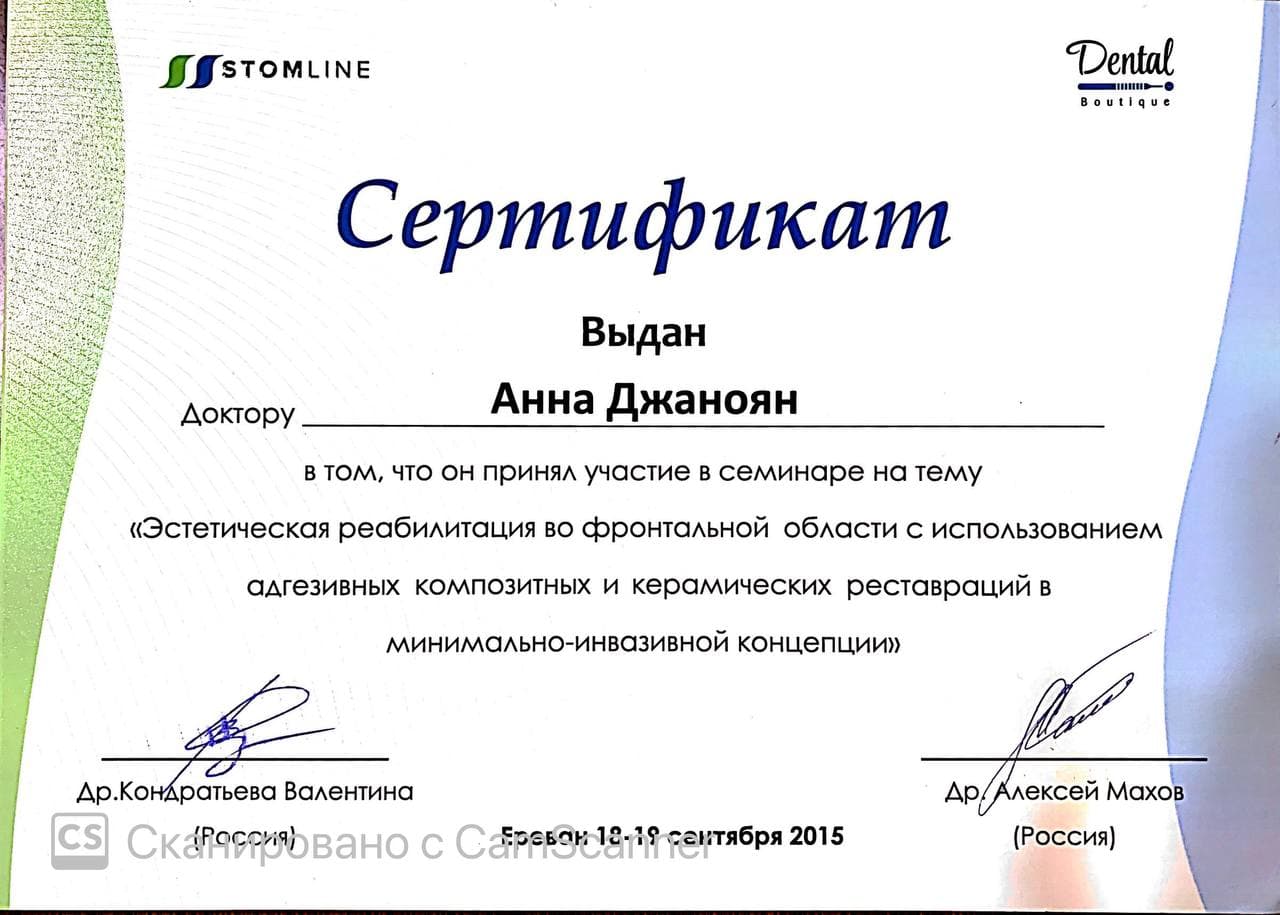 STOMLINE
Dental
Boutique
Сертификат
Выдан
Доктору Анна Джаноян
в том, что он принял участие в семинаре на тему
«Эстетическая реабилитация во фронтальной области с использованием
адгезивных композитных и керамических реставраций в
минимально-инвазивной концепции»
Др.Кондратьева Валентина
Др. Алексей Махов
(Россия)
Ереван 18-19 сентября 2015
(Россия)
CS Сканировано с CamScanner